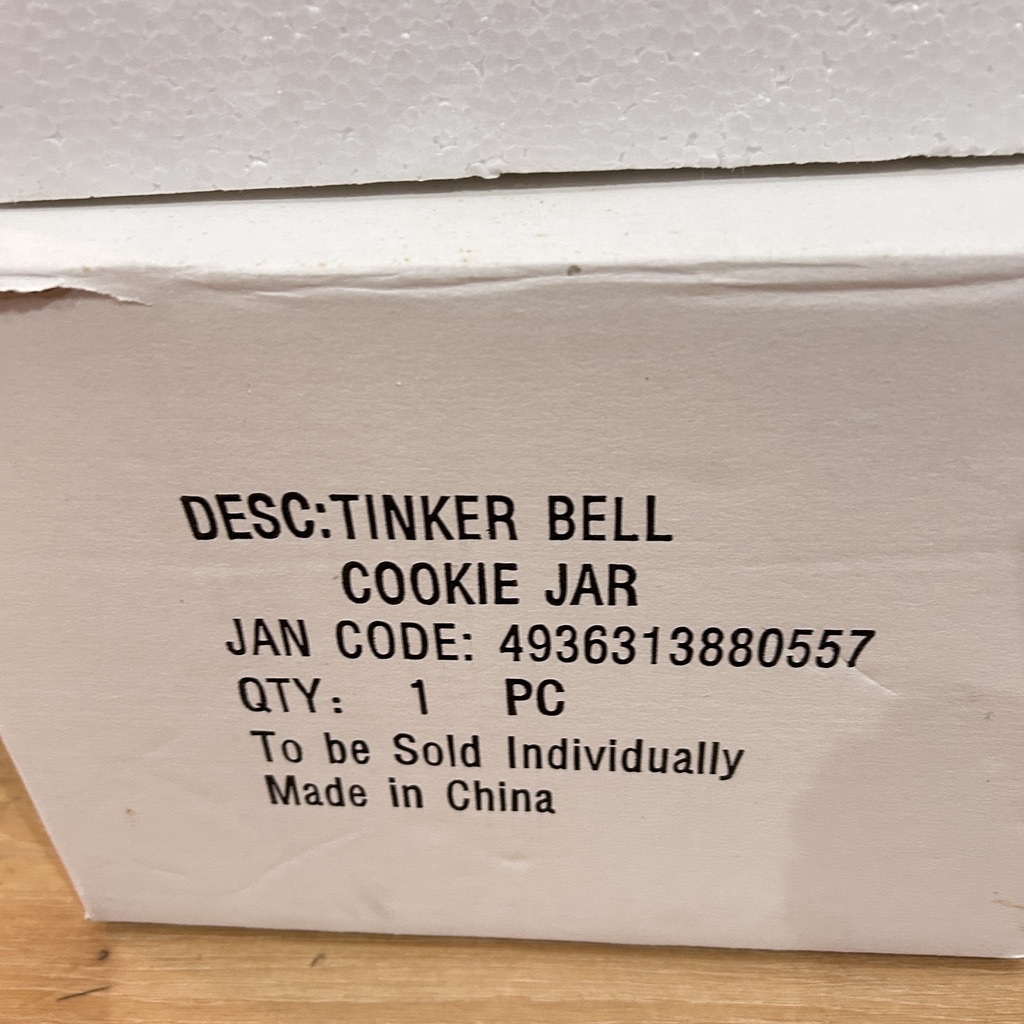 DESC:TINKER BELL
COOKIE JAR
JAN CODE: 4936313880557
QTY: 1 PC
To be Sold Individually
Made in China